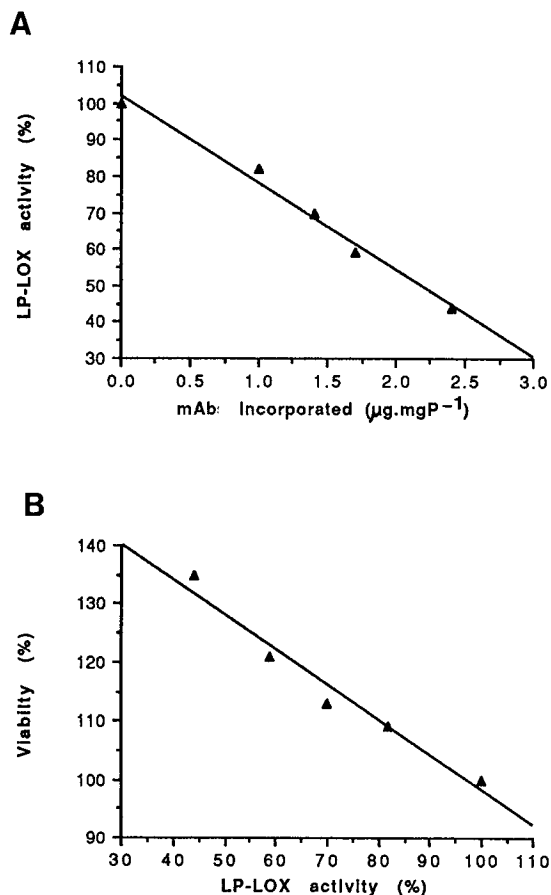 A
110
100
90
80
70
60
50
40
30
LP-LOX activity (%)
0.0 0.5 1.0 1.5 2.0 2.5 3.0
mAb: Incorporated (µg.mgP⁻¹)
B
140
130
120
110
100
90
Viabilty (%)
30 40 50 60 70 80 90 100 110
LP-LOX activity (%)